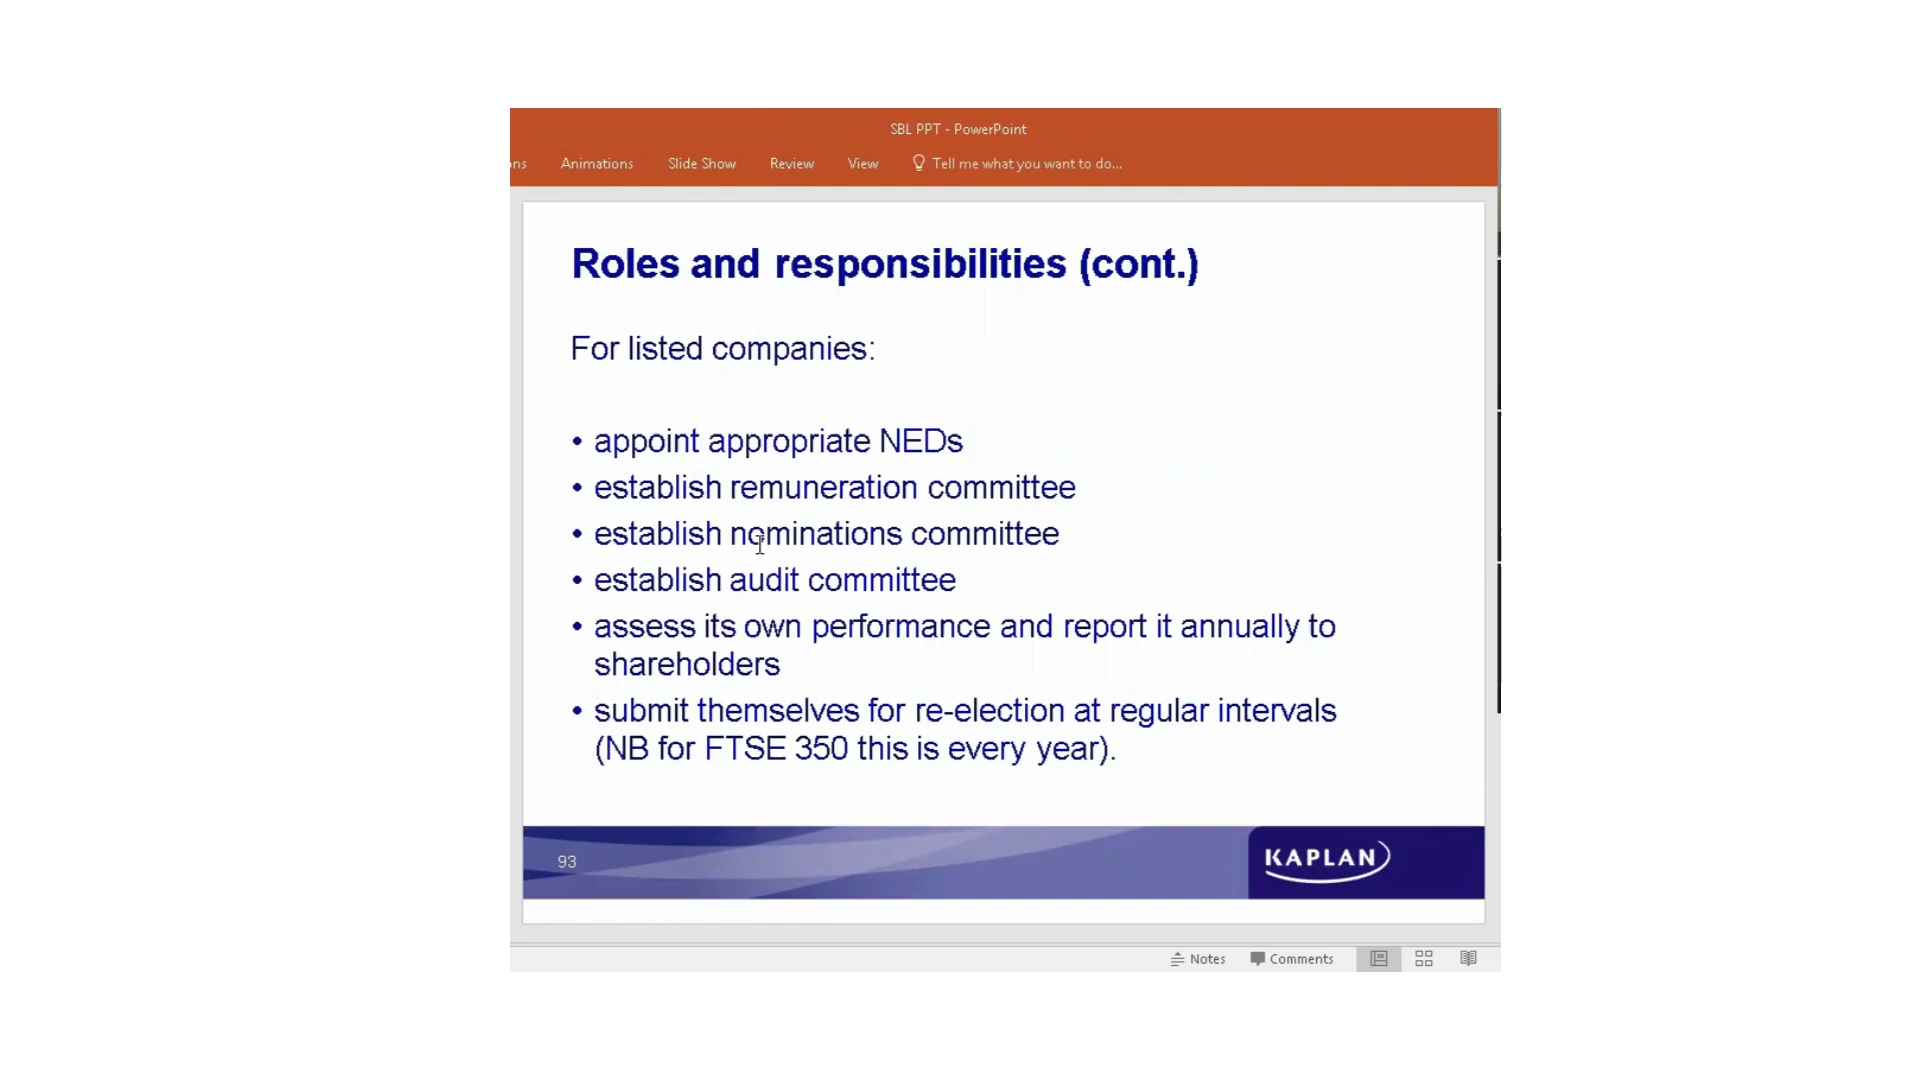 SBL PPT - PowerPoint
ons Animations Slide Show Review View Tell me what you want to do...
Roles and responsibilities (cont.)
For listed companies:
• appoint appropriate NEDs
• establish remuneration committee
• establish nominations committee
• establish audit committee
• assess its own performance and report it annually to
shareholders
• submit themselves for re-election at regular intervals
(NB for FTSE 350 this is every year).
93
KAPLAN
Notes Comments